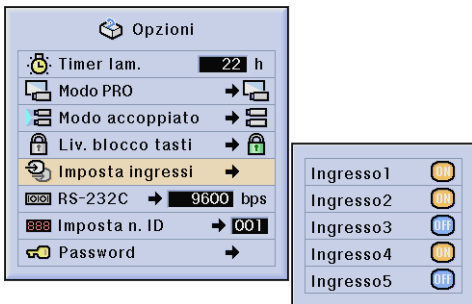 Opzioni
Timer lam. 22 h
Modo PRO
Modo accoppiato
Liv. blocco tasti
Imposta ingressi
RS-232C 9600 bps
888 Imposta n. ID 001
Password
Ingresso1 ON
Ingresso2 ON
Ingresso3 OFF
Ingresso4 ON
Ingresso5 OFF